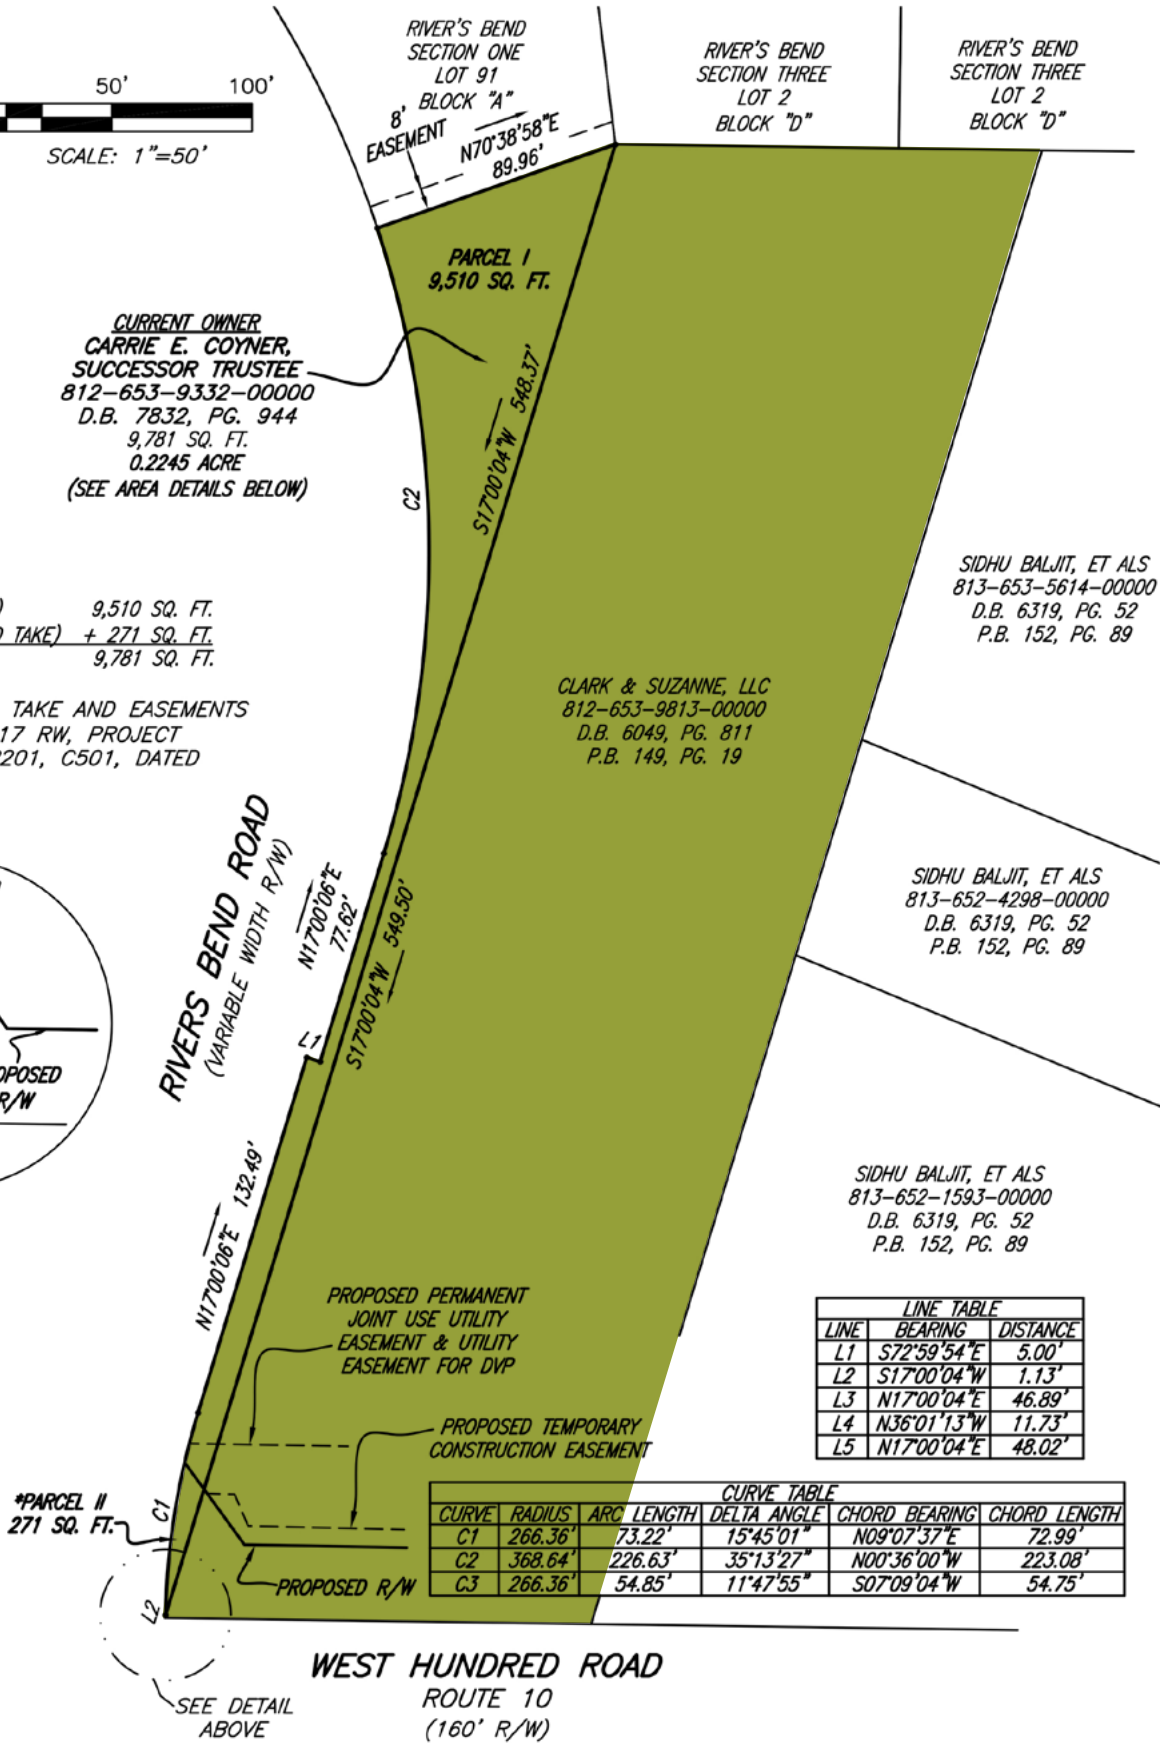 RIVER'S BEND
SECTION ONE
LOT 91
BLOCK "A"
RIVER'S BEND
SECTION THREE
LOT 2
BLOCK "D"
RIVER'S BEND
SECTION THREE
LOT 2
BLOCK "D"
50' 100'
SCALE: 1"=50'
8'
EASEMENT
N70°38'58"E
89.96'
PARCEL I
9,510 SQ. FT.
CURRENT OWNER
CARRIE E. COYNER,
SUCCESSOR TRUSTEE
812-653-9332-00000
D.B. 7832, PG. 944
9,781 SQ. FT.
0.2245 ACRE
(SEE AREA DETAILS BELOW)
S17°00'04"W 548.37'
C2
) 9,510 SQ. FT.
TAKE) + 271 SQ. FT.
9,781 SQ. FT.
TAKE AND EASEMENTS
17 RW, PROJECT
201, C501, DATED
SIDHU BALJIT, ET ALS
813-653-5614-00000
D.B. 6319, PG. 52
P.B. 152, PG. 89
CLARK & SUZANNE, LLC
812-653-9813-00000
D.B. 6049, PG. 811
P.B. 149, PG. 19
RIVERS BEND ROAD
(VARIABLE WIDTH R/W)
N17°00'06"E
77.62'
S17°00'04"W 549.50'
SIDHU BALJIT, ET ALS
813-652-4298-00000
D.B. 6319, PG. 52
P.B. 152, PG. 89
OPOSED
R/W
L1
N17°00'06"E 132.49'
SIDHU BALJIT, ET ALS
813-652-1593-00000
D.B. 6319, PG. 52
P.B. 152, PG. 89
PROPOSED PERMANENT
JOINT USE UTILITY
EASEMENT & UTILITY
EASEMENT FOR DVP
LINE TABLE
LINE BEARING DISTANCE
L1 S72°59'54"E 5.00'
L2 S17°00'04"W 1.13'
L3 N17°00'04"E 46.89'
L4 N36°01'13"W 11.73'
L5 N17°00'04"E 48.02'
PROPOSED TEMPORARY
CONSTRUCTION EASEMENT
*PARCEL II
271 SQ. FT.
C1
CURVE TABLE
CURVE RADIUS ARC LENGTH DELTA ANGLE CHORD BEARING CHORD LENGTH
C1 266.36' 73.22' 15°45'01" N09°07'37"E 72.99'
C2 368.64' 226.63' 35°13'27" N00°36'00"W 223.08'
C3 266.36' 54.85' 11°47'55" S07°09'04"W 54.75'
PROPOSED R/W
L2
WEST HUNDRED ROAD
ROUTE 10
(160' R/W)
SEE DETAIL
ABOVE